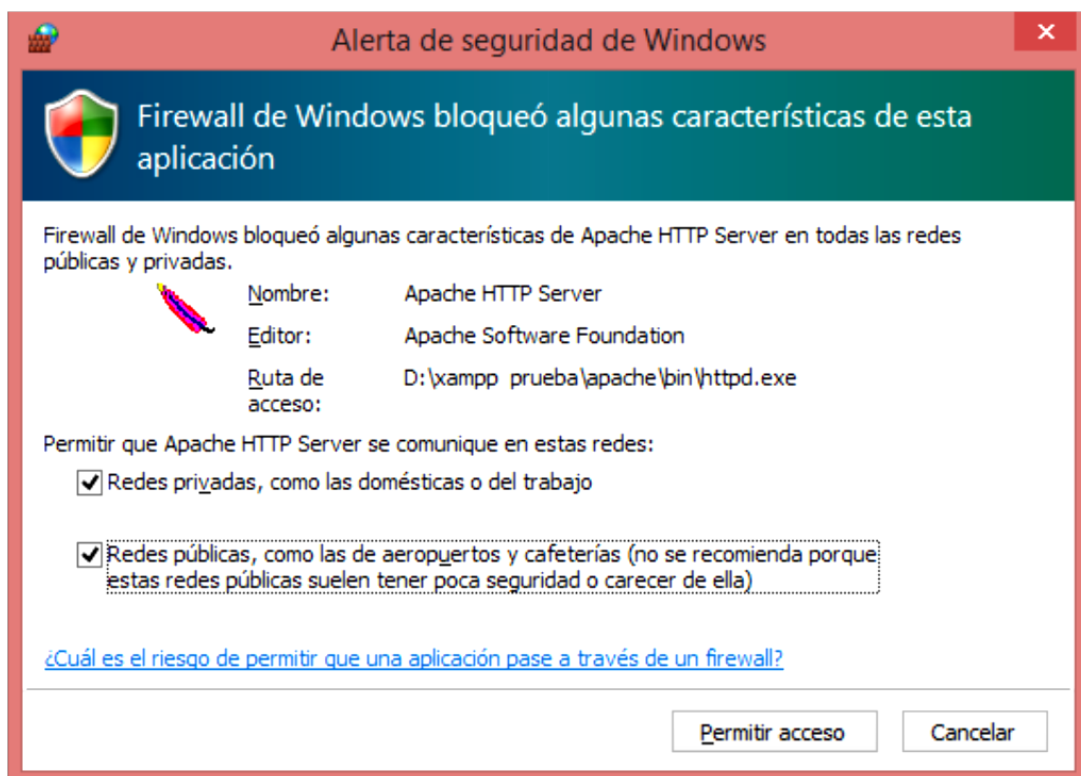 Alerta de seguridad de Windows
Firewall de Windows bloqueó algunas características de esta
aplicación
Firewall de Windows bloqueó algunas características de Apache HTTP Server en todas las redes
públicas y privadas.
Nombre: Apache HTTP Server
Editor: Apache Software Foundation
Ruta de D:\xampp prueba\apache\bin\httpd.exe
acceso:
Permitir que Apache HTTP Server se comunique en estas redes:
Redes privadas, como las domésticas o del trabajo
Redes públicas, como las de aeropuertos y cafeterías (no se recomienda porque
estas redes públicas suelen tener poca seguridad o carecer de ella)
¿Cuál es el riesgo de permitir que una aplicación pase a través de un firewall?
Permitir acceso Cancelar